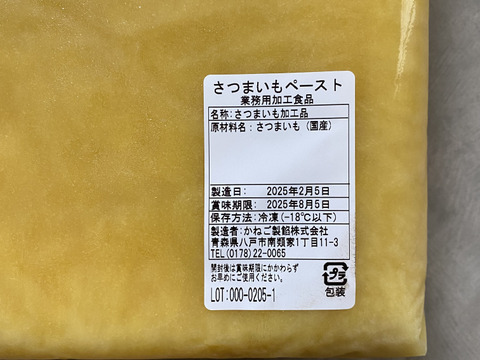 さつまいもペースト
業務用加工食品
名称:さつまいも加工品
原材料名:さつまいも(国産)
製造日: 2025年2月5日
賞味期限: 2025年8月5日
保存方法:冷凍(-18℃以下)
製造者:かねご製餡株式会社
青森県八戸市南類家1丁目11-3
TEL(0178)22-0065
開封後は賞味期限にかかわらず
お早めにご使用ください。
プラ
包装
LOT:000-0205-1